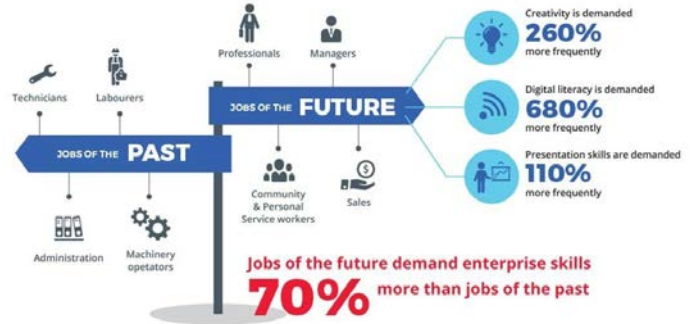 Technicians
Labourers
JOBS OF THE PAST
Administration
Machinery
opetators
Professionals
Managers
JOBS OF THE FUTURE
Community
& Personal
Service workers
Sales
Creativity is demanded
260%
more frequently
Digital literacy is demanded
680%
more frequently
Presentation skills are demanded
110%
more frequently
Jobs of the future demand enterprise skills
70% more than jobs of the past